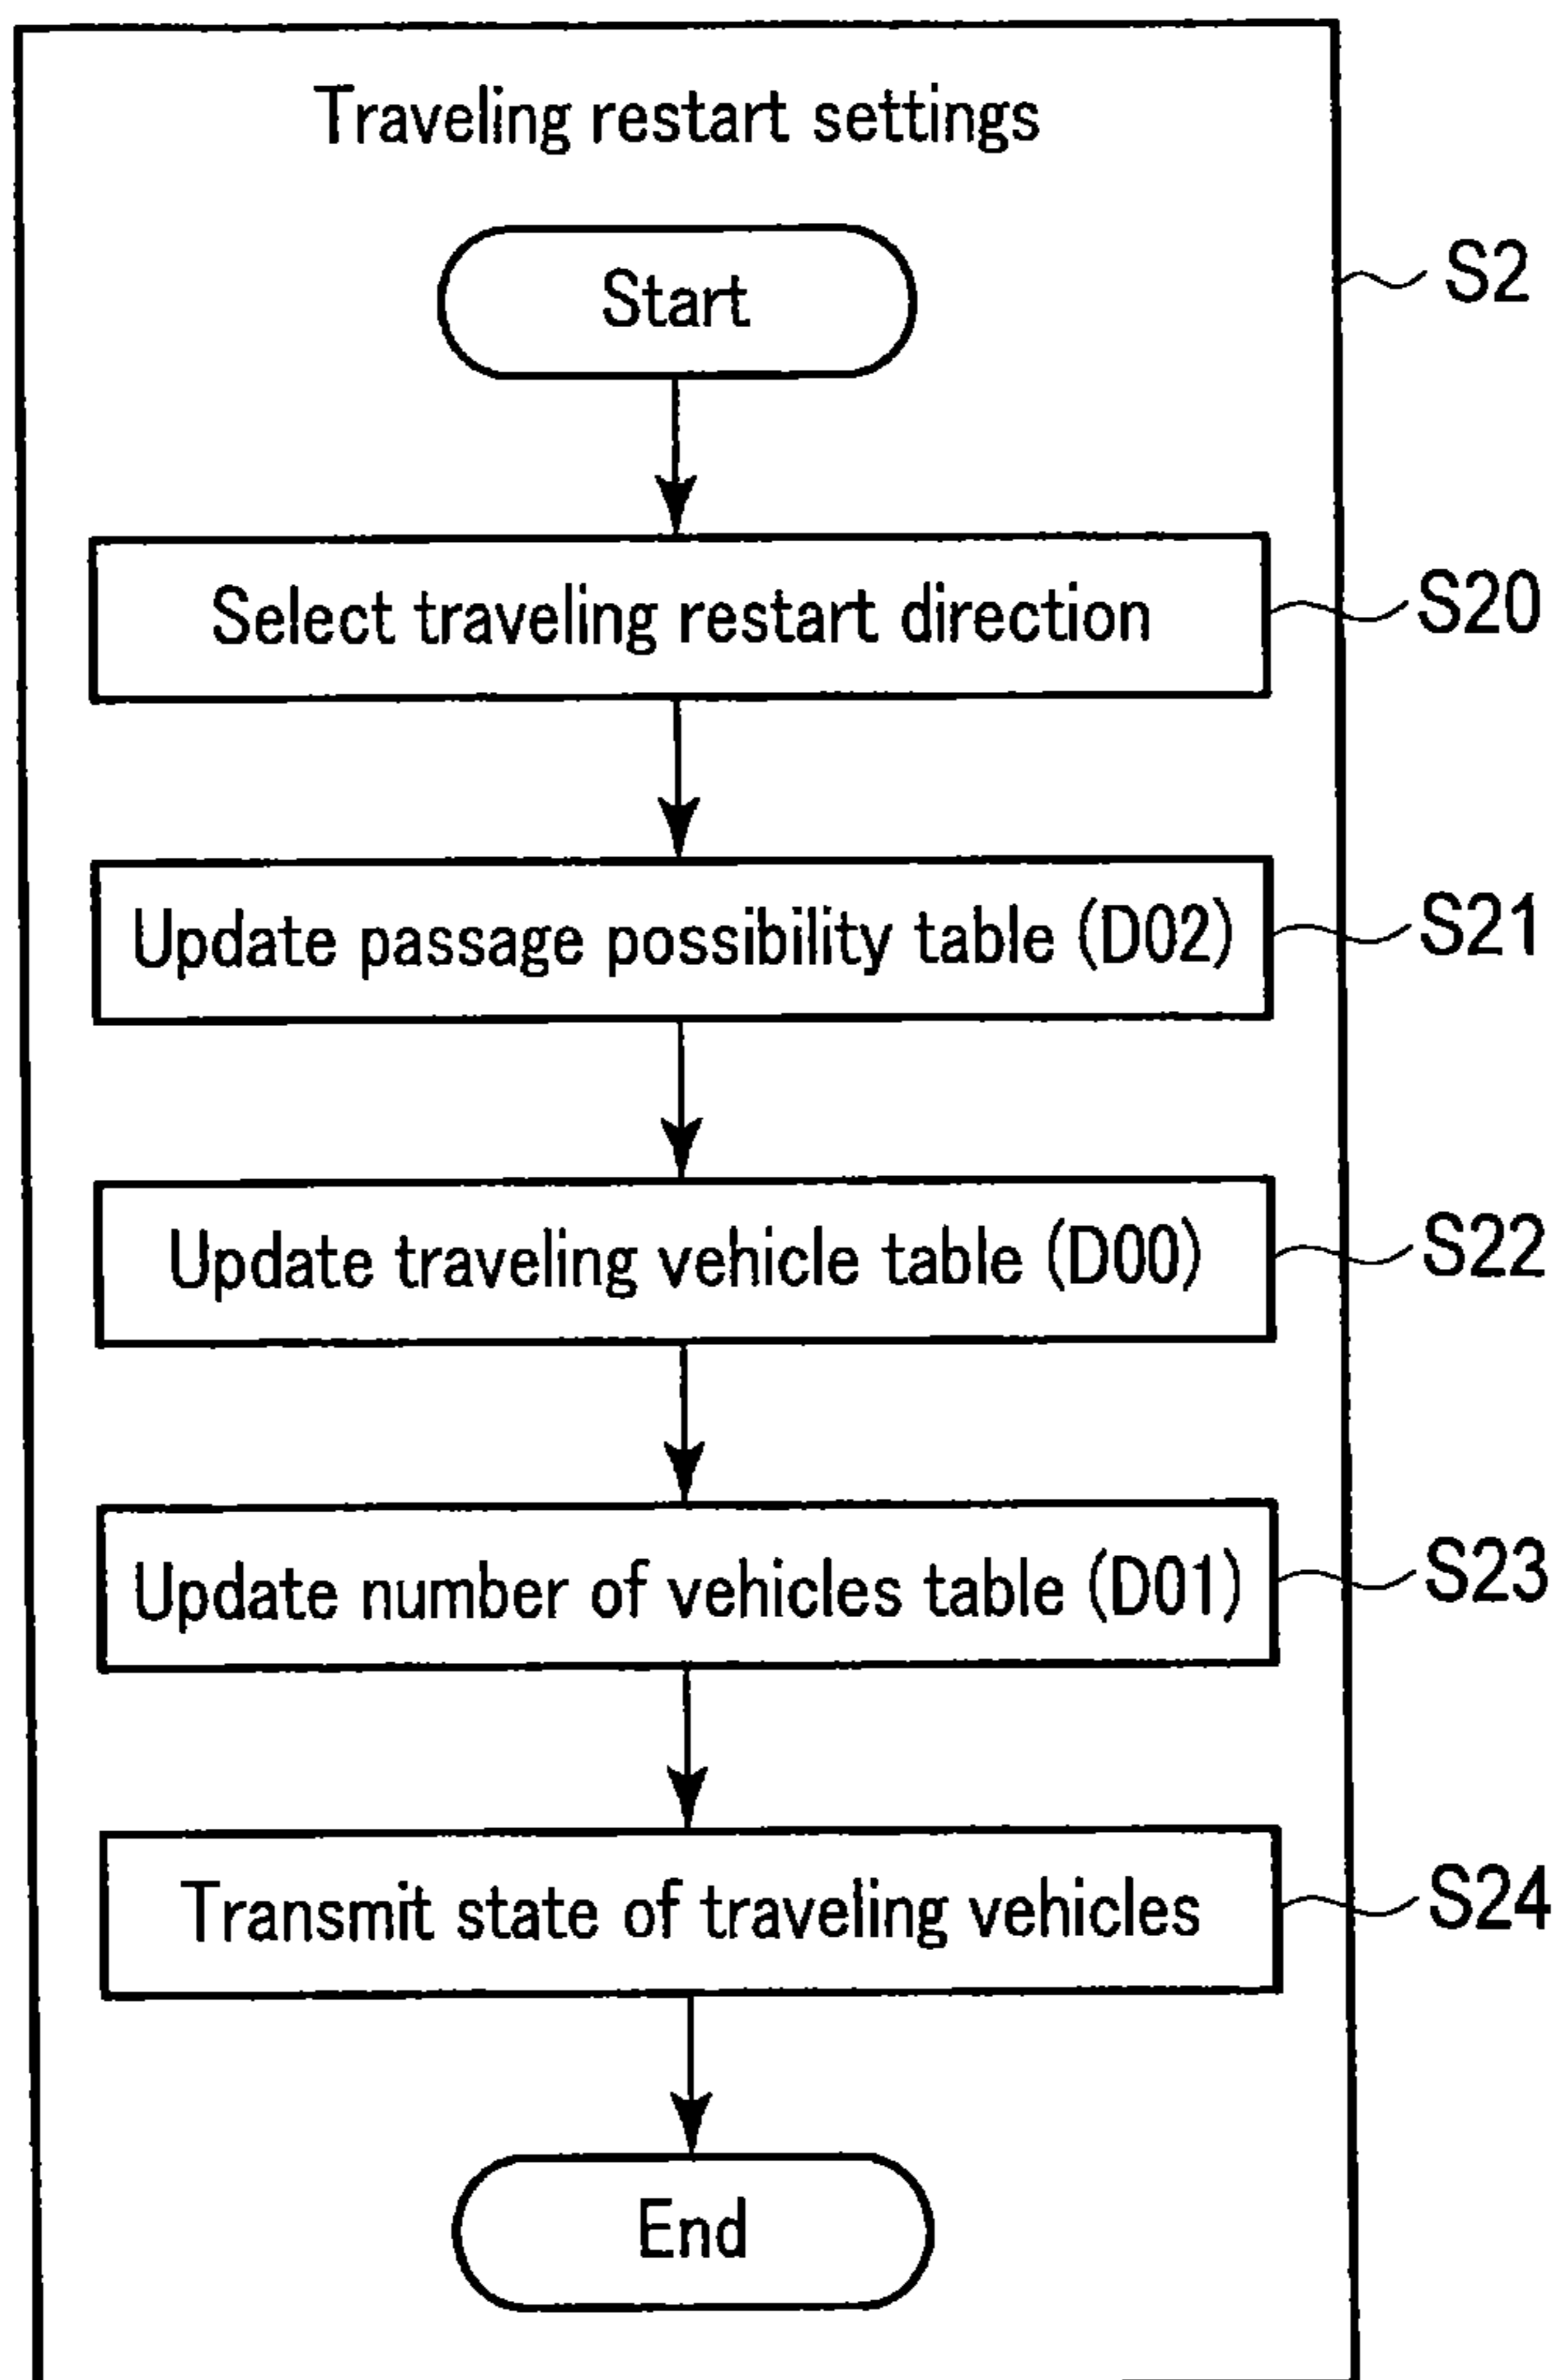 Traveling restart settings
Start
S2
Select traveling restart direction
S20
Update passage possibility table (D02)
S21
Update traveling vehicle table (D00)
S22
Update number of vehicles table (D01)
S23
Transmit state of traveling vehicles
S24
End